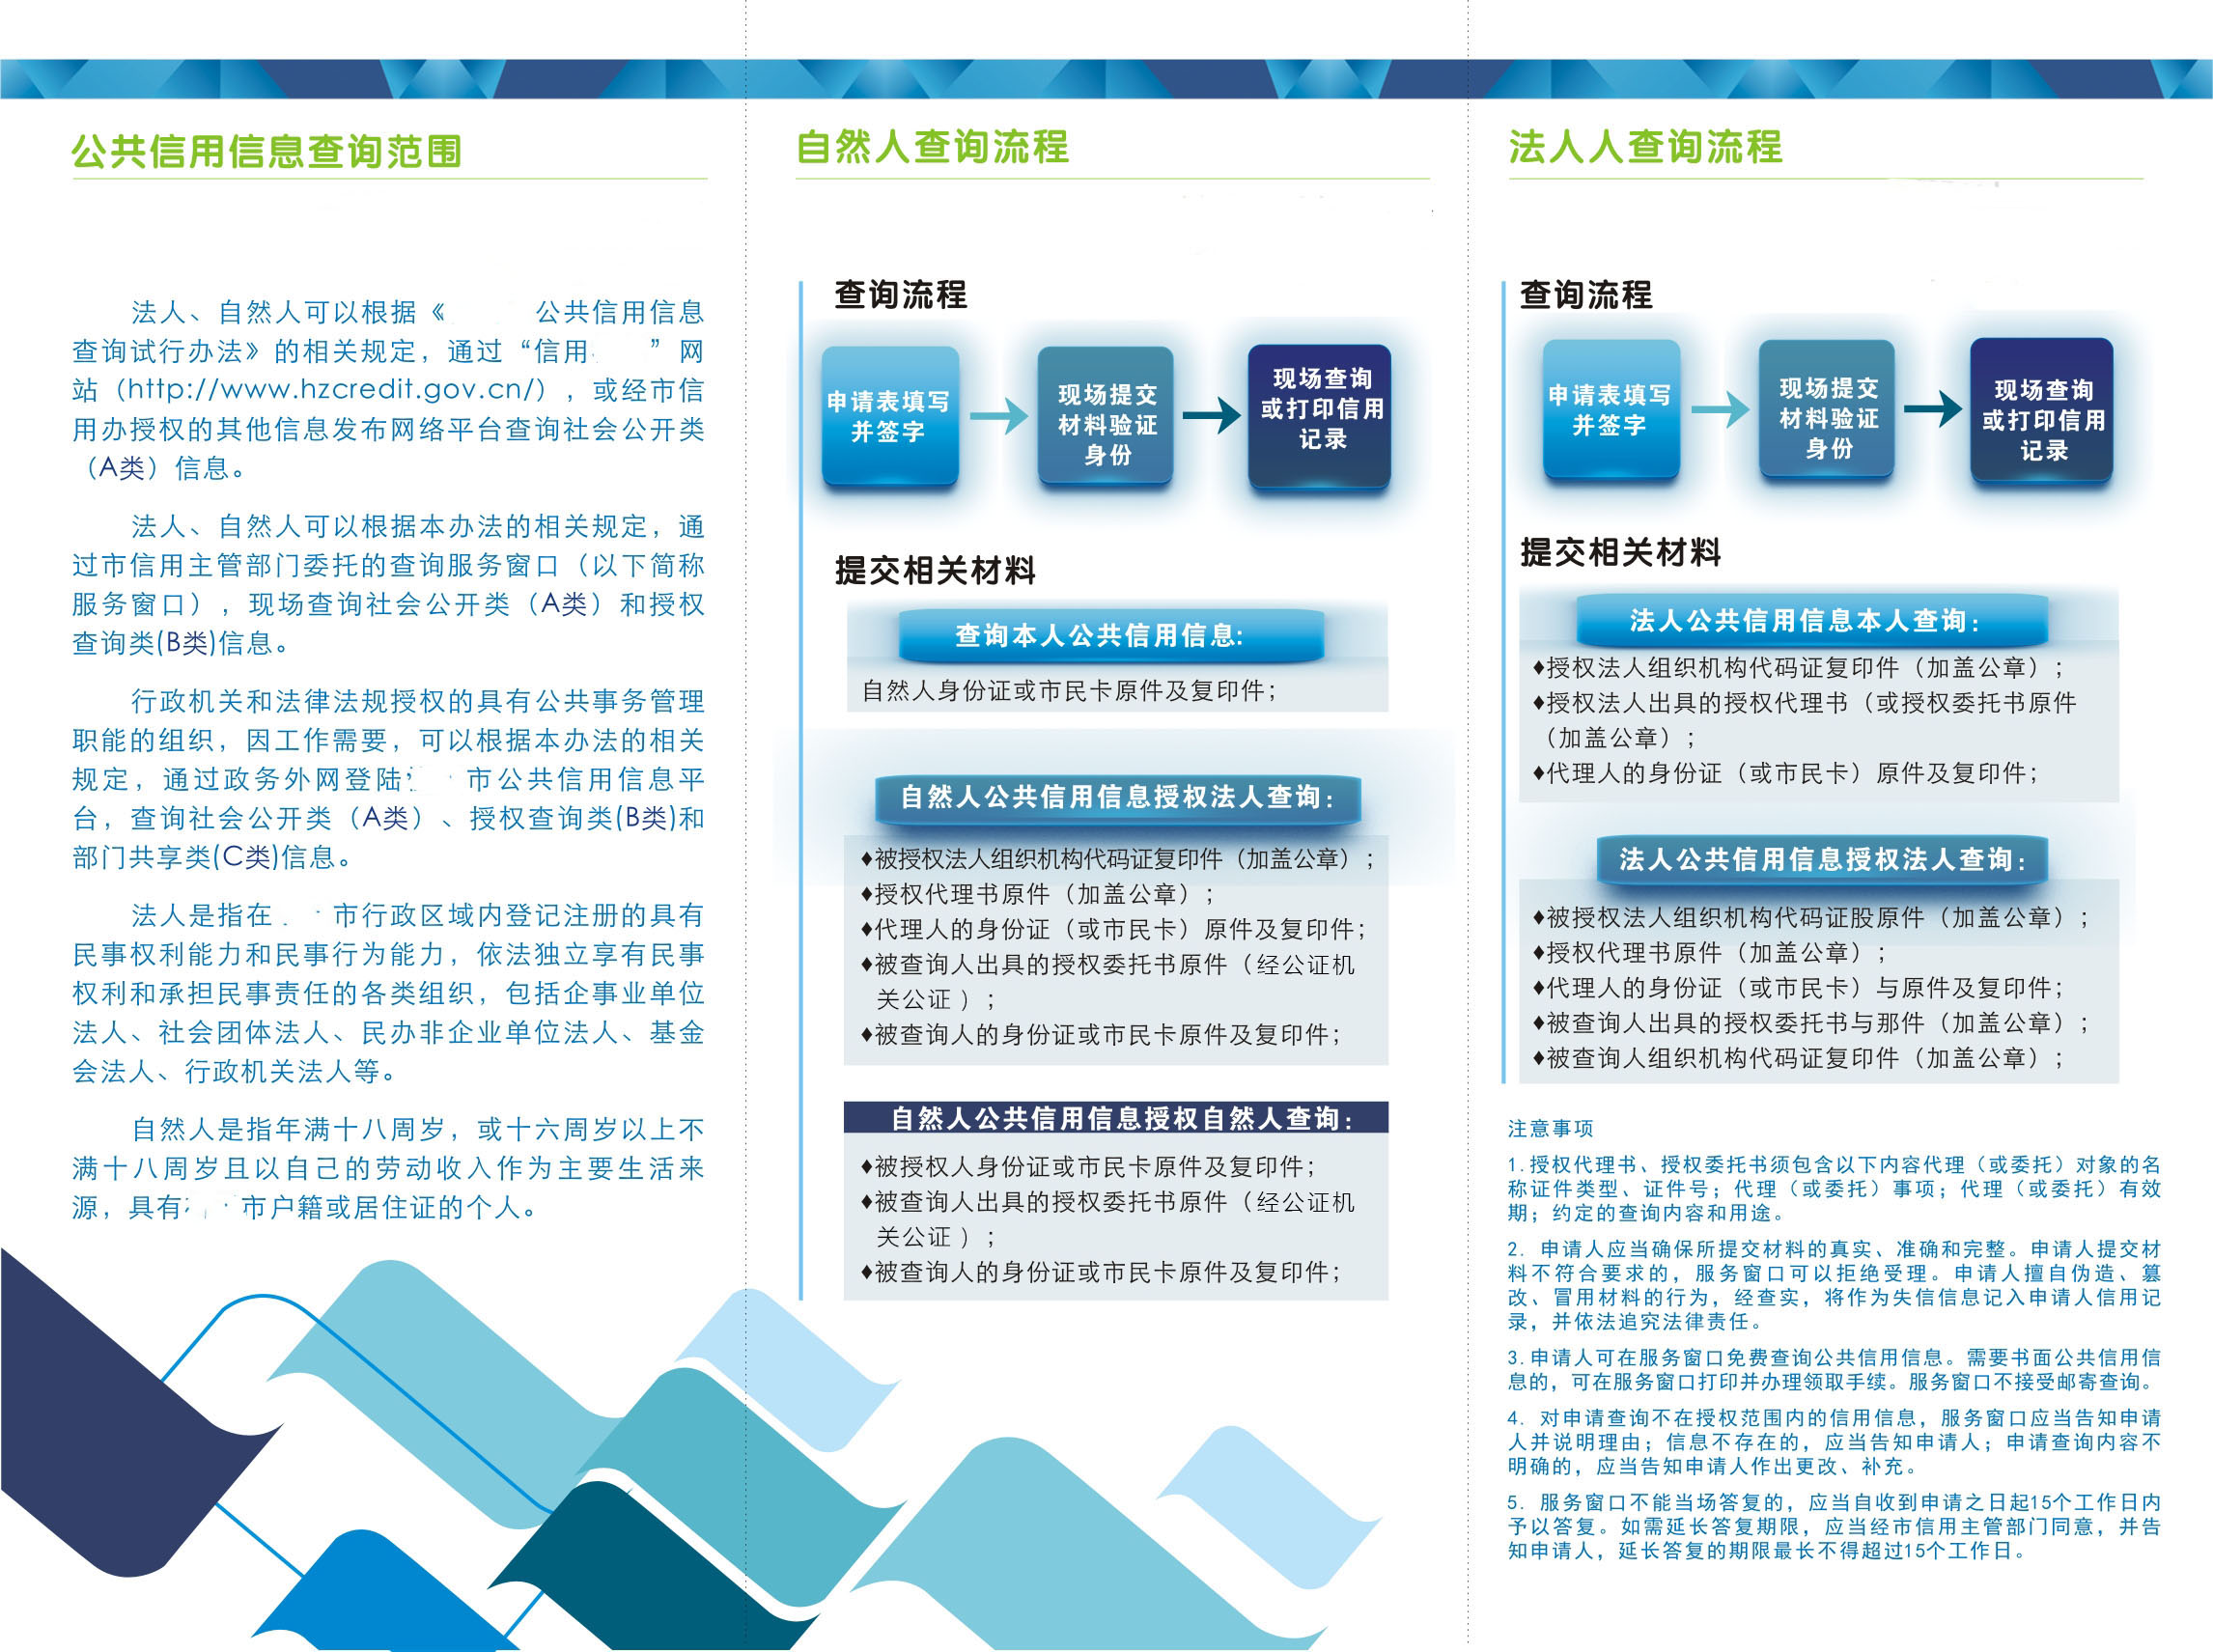 公共信用信息查询范围
法人、自然人可以根据《 公共信用信息
查询试行办法》的相关规定，通过“信用 ”网
站（http://www.hzcredit.gov.cn/），或经市信
用办授权的其他信息发布网络平台查询社会公开类
（A类）信息。
法人、自然人可以根据本办法的相关规定，通
过市信用主管部门委托的查询服务窗口（以下简称
服务窗口），现场查询社会公开类（A类）和授权
查询类(B类)信息。
行政机关和法律法规授权的具有公共事务管理
职能的组织，因工作需要，可以根据本办法的相关
规定，通过政务外网登陆 市公共信用信息平
台，查询社会公开类（A类）、授权查询类(B类)和
部门共享类(C类)信息。
法人是指在 市行政区域内登记注册的具有
民事权利能力和民事行为能力，依法独立享有民事
权利和承担民事责任的各类组织，包括企事业单位
法人、社会团体法人、民办非企业单位法人、基金
会法人、行政机关法人等。
自然人是指年满十八周岁，或十六周岁以上不
满十八周岁且以自己的劳动收入作为主要生活来
源，具有 市户籍或居住证的个人。
自然人查询流程
查询流程
申请表填写
并签字
现场提交
材料验证
身份
现场查询
或打印信用
记录
提交相关材料
查询本人公共信用信息:
自然人身份证或市民卡原件及复印件；
自然人公共信用信息授权法人查询：
♦被授权法人组织机构代码证复印件（加盖公章）；
♦授权代理书原件（加盖公章）；
♦代理人的身份证（或市民卡）原件及复印件；
♦被查询人出具的授权委托书原件（经公证机
关公证 ）；
♦被查询人的身份证或市民卡原件及复印件；
自然人公共信用信息授权自然人查询：
♦被授权人身份证或市民卡原件及复印件；
♦被查询人出具的授权委托书原件（经公证机
关公证 ）；
♦被查询人的身份证或市民卡原件及复印件；
法人人查询流程
查询流程
申请表填写
并签字
现场提交
材料验证
身份
现场查询
或打印信用
记录
提交相关材料
法人公共信用信息本人查询：
♦授权法人组织机构代码证复印件（加盖公章）；
♦授权法人出具的授权代理书（或授权委托书原件
（加盖公章）；
♦代理人的身份证（或市民卡）原件及复印件；
法人公共信用信息授权法人查询：
♦被授权法人组织机构代码证股原件（加盖公章）；
♦授权代理书原件（加盖公章）；
♦代理人的身份证（或市民卡）与原件及复印件；
♦被查询人出具的授权委托书与那件（加盖公章）；
♦被查询人组织机构代码证复印件（加盖公章）；
注意事项
1.授权代理书、授权委托书须包含以下内容代理（或委托）对象的名
称证件类型、证件号；代理（或委托）事项；代理（或委托）有效
期；约定的查询内容和用途。
2. 申请人应当确保所提交材料的真实、准确和完整。申请人提交材
料不符合要求的，服务窗口可以拒绝受理。申请人擅自伪造、篡
改、冒用材料的行为，经查实，将作为失信信息记入申请人信用记
录，并依法追究法律责任。
3.申请人可在服务窗口免费查询公共信用信息。需要书面公共信用信
息的，可在服务窗口打印并办理领取手续。服务窗口不接受邮寄查询。
4. 对申请查询不在授权范围内的信用信息，服务窗口应当告知申请
人并说明理由；信息不存在的，应当告知申请人；申请查询内容不
明确的，应当告知申请人作出更改、补充。
5. 服务窗口不能当场答复的，应当自收到申请之日起15个工作日内
予以答复。如需延长答复期限，应当经市信用主管部门同意，并告
知申请人，延长答复的期限最长不得超过15个工作日。